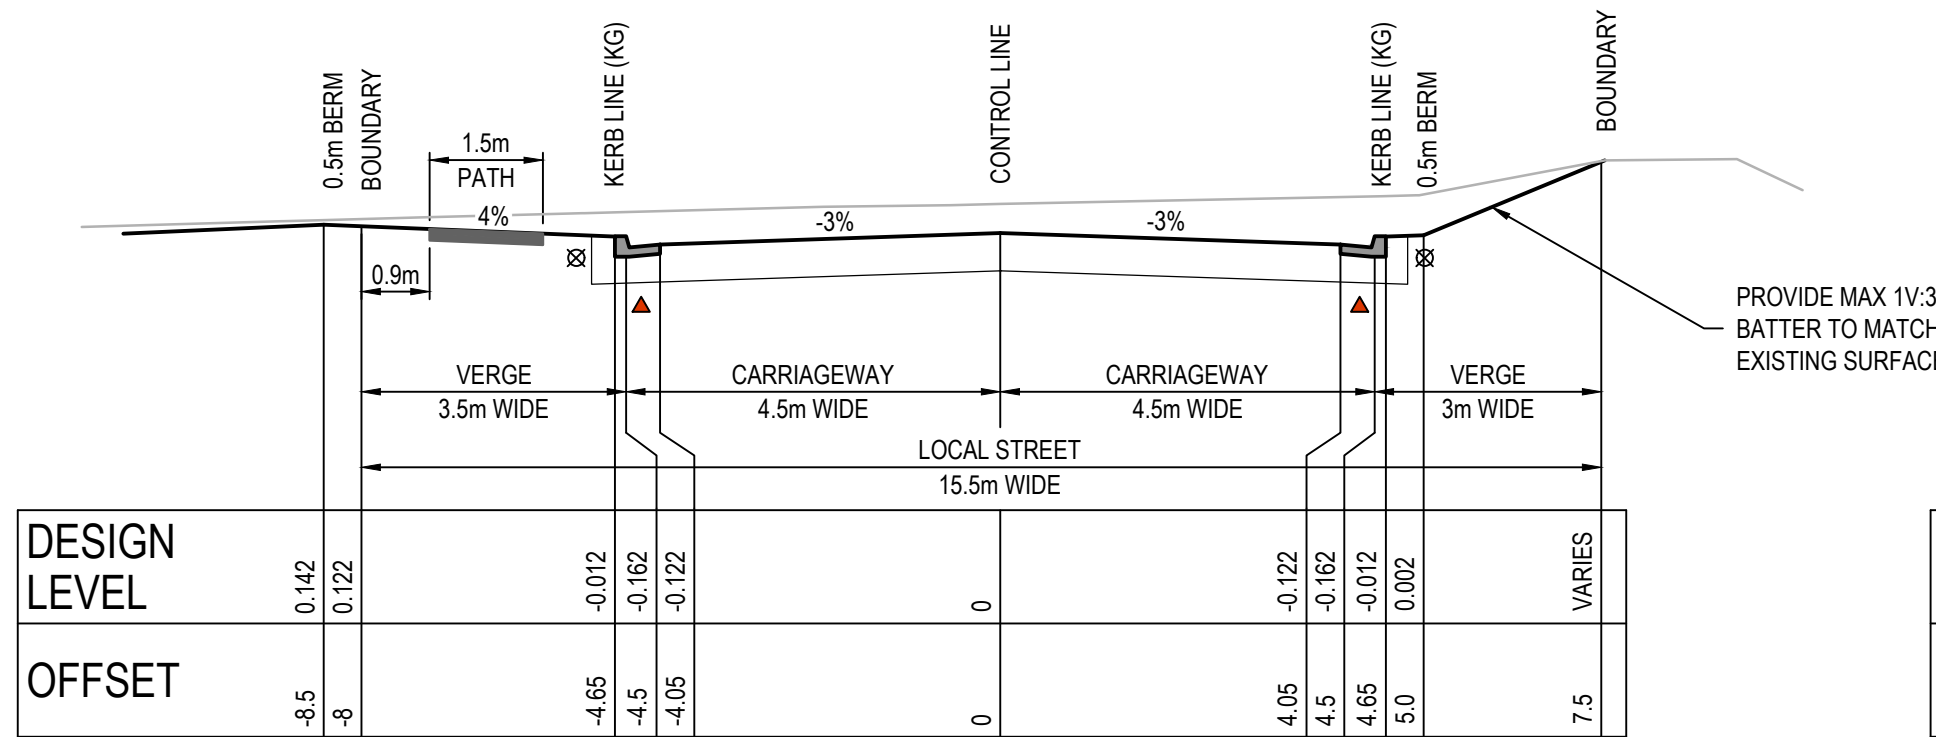 0.5m BERM
BOUNDARY
KERB LINE (KG)
CONTROL LINE
KERB LINE (KG)
0.5m BERM
BOUNDARY
1.5m
PATH
4%
-3%
-3%
0.9m
PROVIDE MAX 1V:3
BATTER TO MATCH
EXISTING SURFACE
VERGE
3.5m WIDE
CARRIAGEWAY
4.5m WIDE
CARRIAGEWAY
4.5m WIDE
VERGE
3m WIDE
LOCAL STREET
15.5m WIDE
DESIGN
LEVEL
0.142
0.122
-0.012
-0.162
-0.122
0
-0.122
-0.162
-0.012
0.002
VARIES
OFFSET
-8.5
-8
-4.65
-4.5
-4.05
0
4.05
4.5
4.65
5.0
7.5